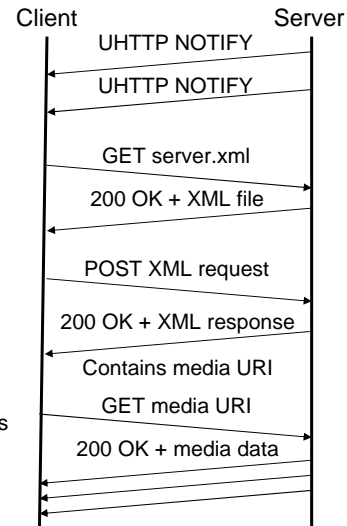 Client Server
UHTTP NOTIFY
UHTTP NOTIFY
GET server.xml
200 OK + XML file
POST XML request
200 OK + XML response
Contains media URI
GET media URI
s
200 OK + media data